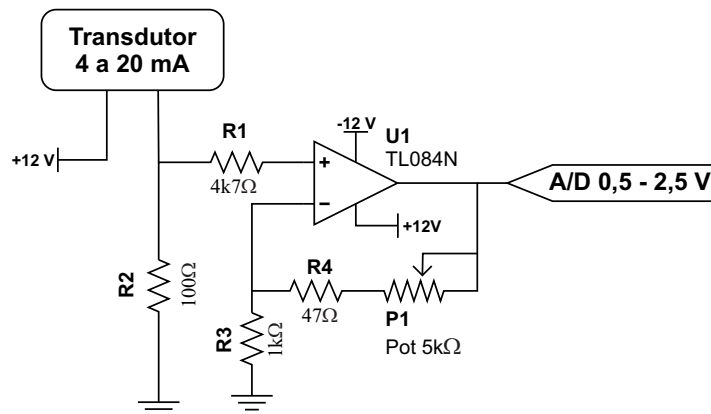 Transdutor
4 a 20 mA
+12 V
R1
4k7Ω
-12 V
U1
TL084N
+
−
+12V
A/D 0,5 - 2,5 V
R2
100Ω
R3
1kΩ
R4
47Ω
P1
Pot 5kΩ